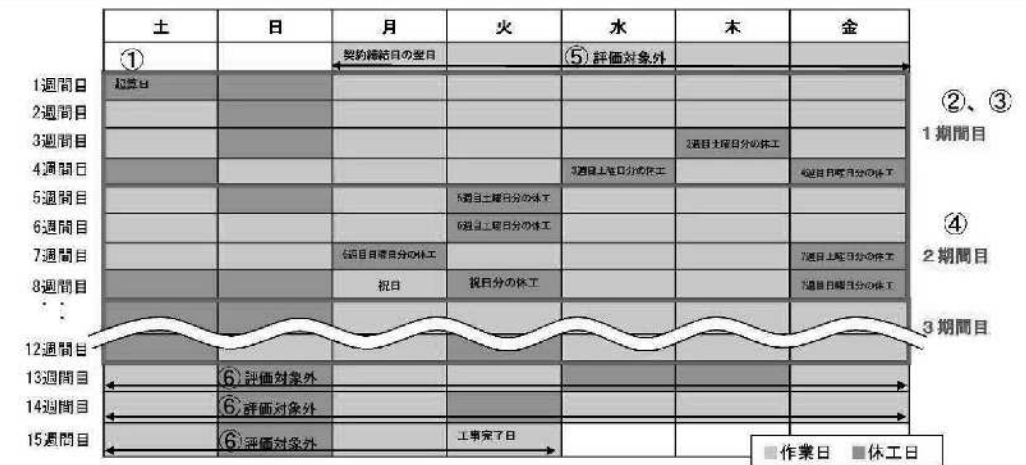 土 日 月 火 水 木 金
① 契約締結日の翌日 ⑤ 評価対象外
1週間目 起算日
2週間目 ②、③
3週間目 2週目土曜日分の休工 1期間目
4週間目 3週目土曜日分の休工 4週目日曜日分の休工
5週間目 5週目土曜日分の休工
6週間目 6週目土曜日分の休工 ④
7週間目 6週目日曜日分の休工 7週目土曜日分の休工 2期間目
8週間目 祝日 祝日分の休工 7週目日曜日分の休工
: 3期間目
12週間目
13週間目 ⑥ 評価対象外
14週間目 ⑥ 評価対象外
15週間目 ⑥ 評価対象外 工事完了日
作業日 休工日